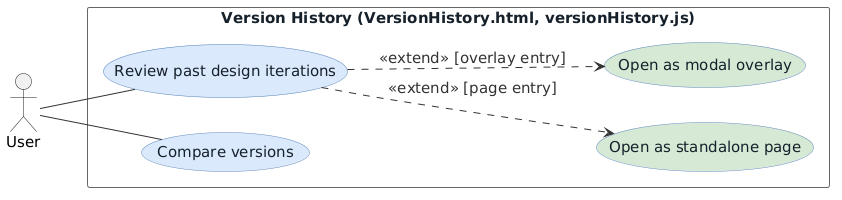 Version History (VersionHistory.html, versionHistory.js)
Review past design iterations
«extend» [overlay entry]
Open as modal overlay
«extend» [page entry]
User
Compare versions
Open as standalone page